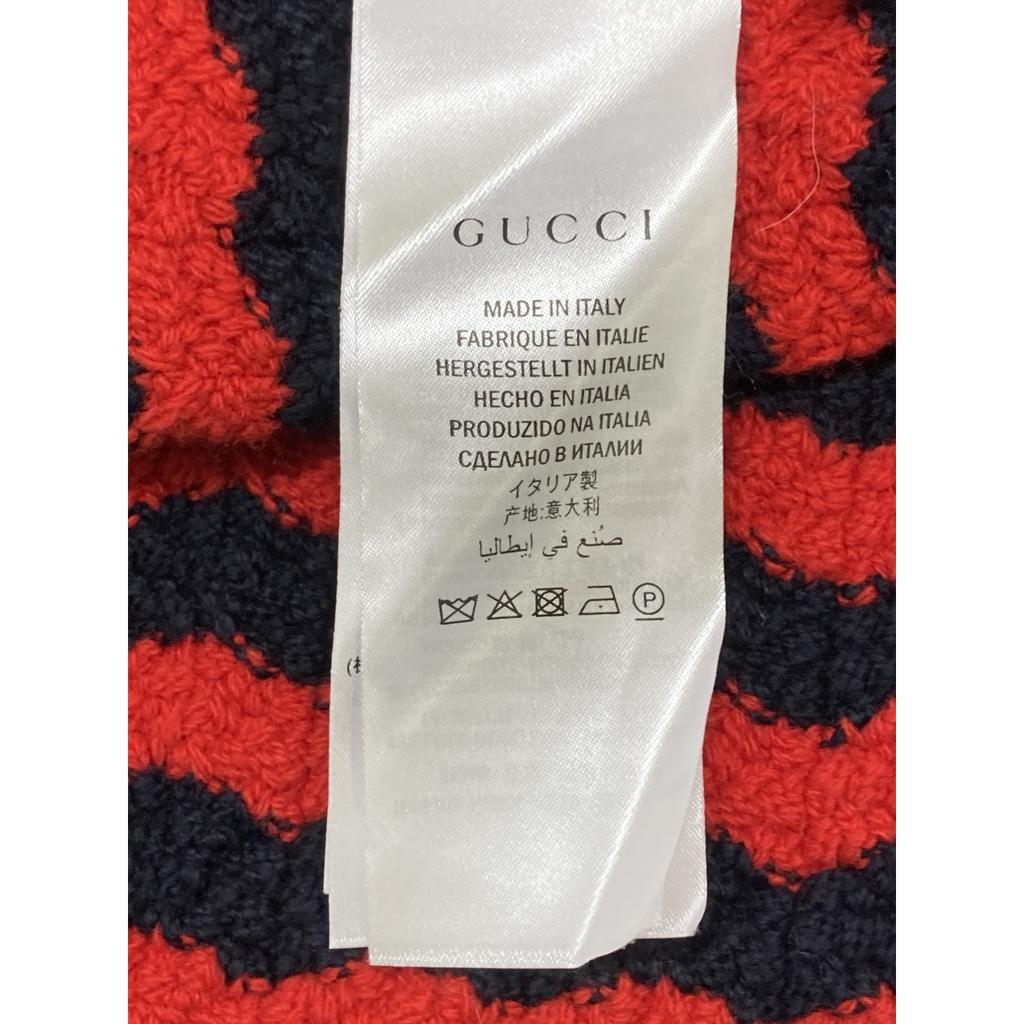 GUCCI
MADE IN ITALY
FABRIQUE EN ITALIE
HERGESTELLT IN ITALIEN
HECHO EN ITALIA
PRODUZIDO NA ITALIA
СДЕЛАНО В ИТАЛИИ
イタリア製
产地:意大利
صُنع في إيطاليا
P